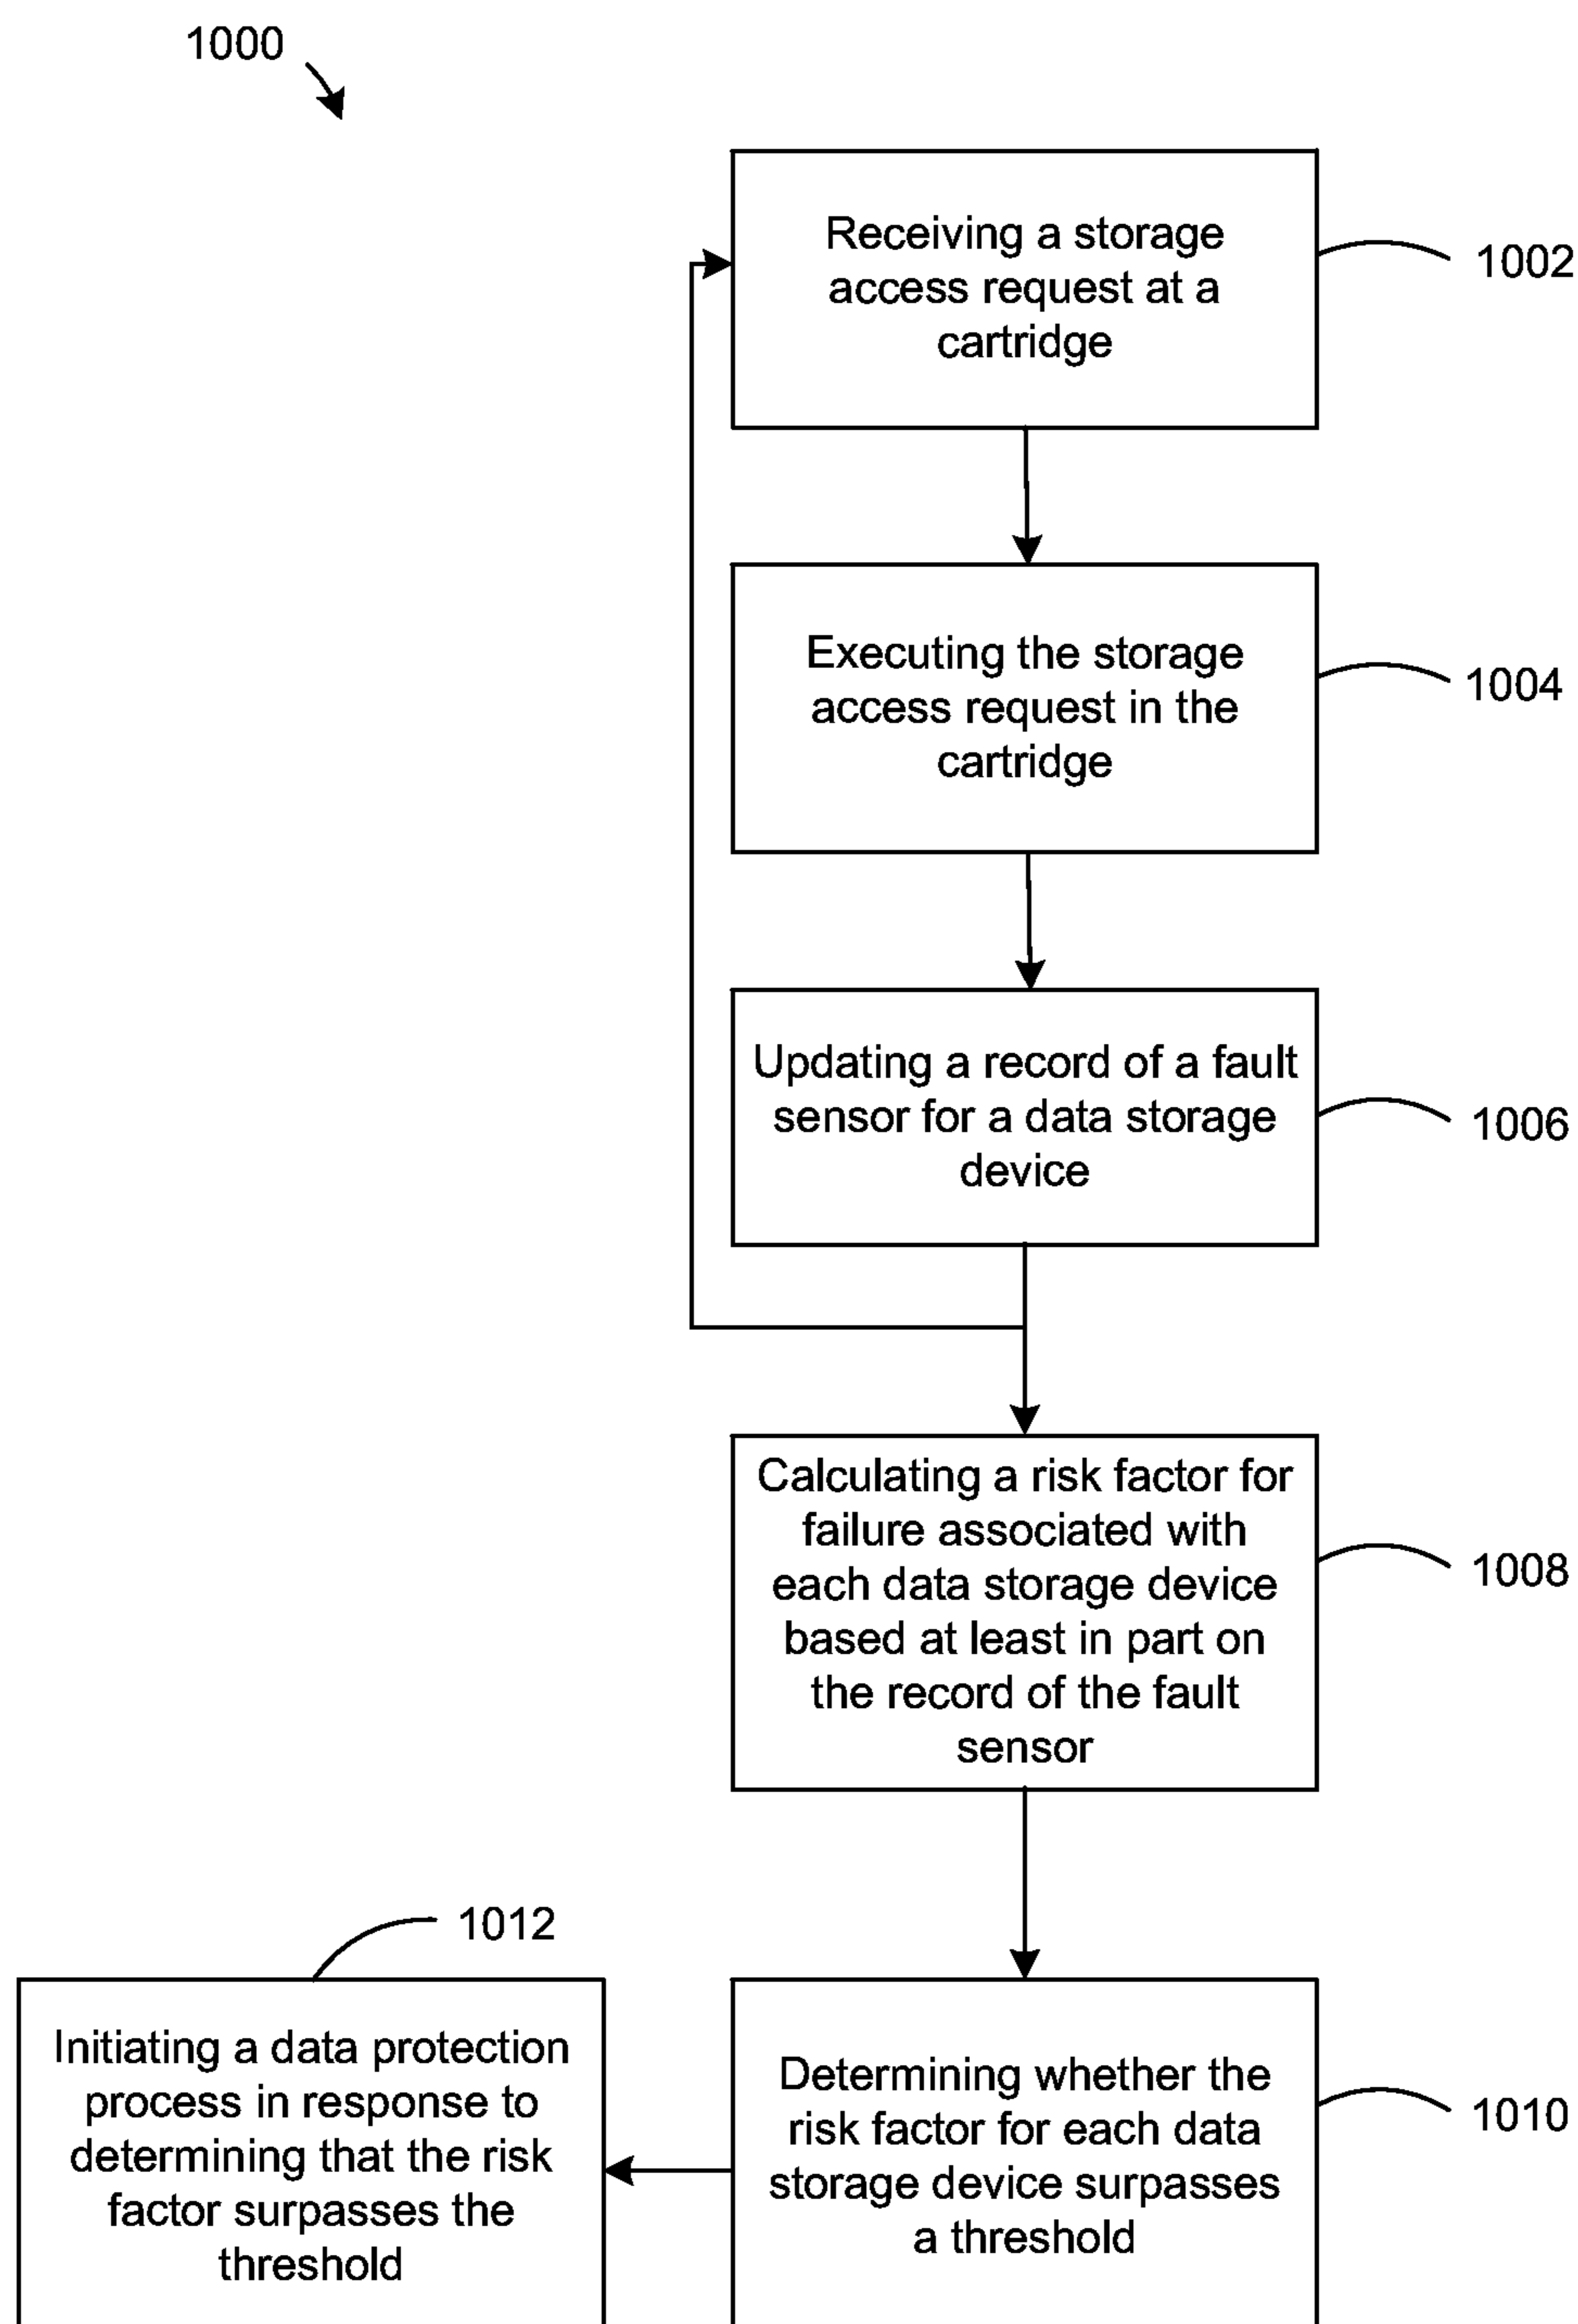 1000
Receiving a storage
access request at a
cartridge
1002
Executing the storage
access request in the
cartridge
1004
Updating a record of a fault
sensor for a data storage
device
1006
Calculating a risk factor for
failure associated with
each data storage device
based at least in part on
the record of the fault
sensor
1008
1012
Initiating a data protection
process in response to
determining that the risk
factor surpasses the
threshold
Determining whether the
risk factor for each data
storage device surpasses
a threshold
1010